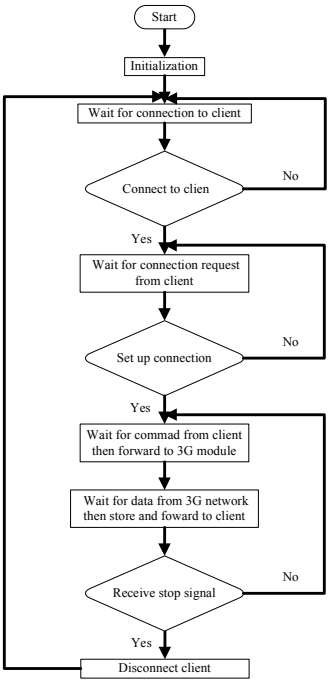 Start
Initialization
Wait for connection to client
Connect to clien
No
Yes
Wait for connection request
from client
Set up connection
No
Yes
Wait for commad from client
then forward to 3G module
Wait for data from 3G network
then store and foward to client
Receive stop signal
No
Yes
Disconnect client